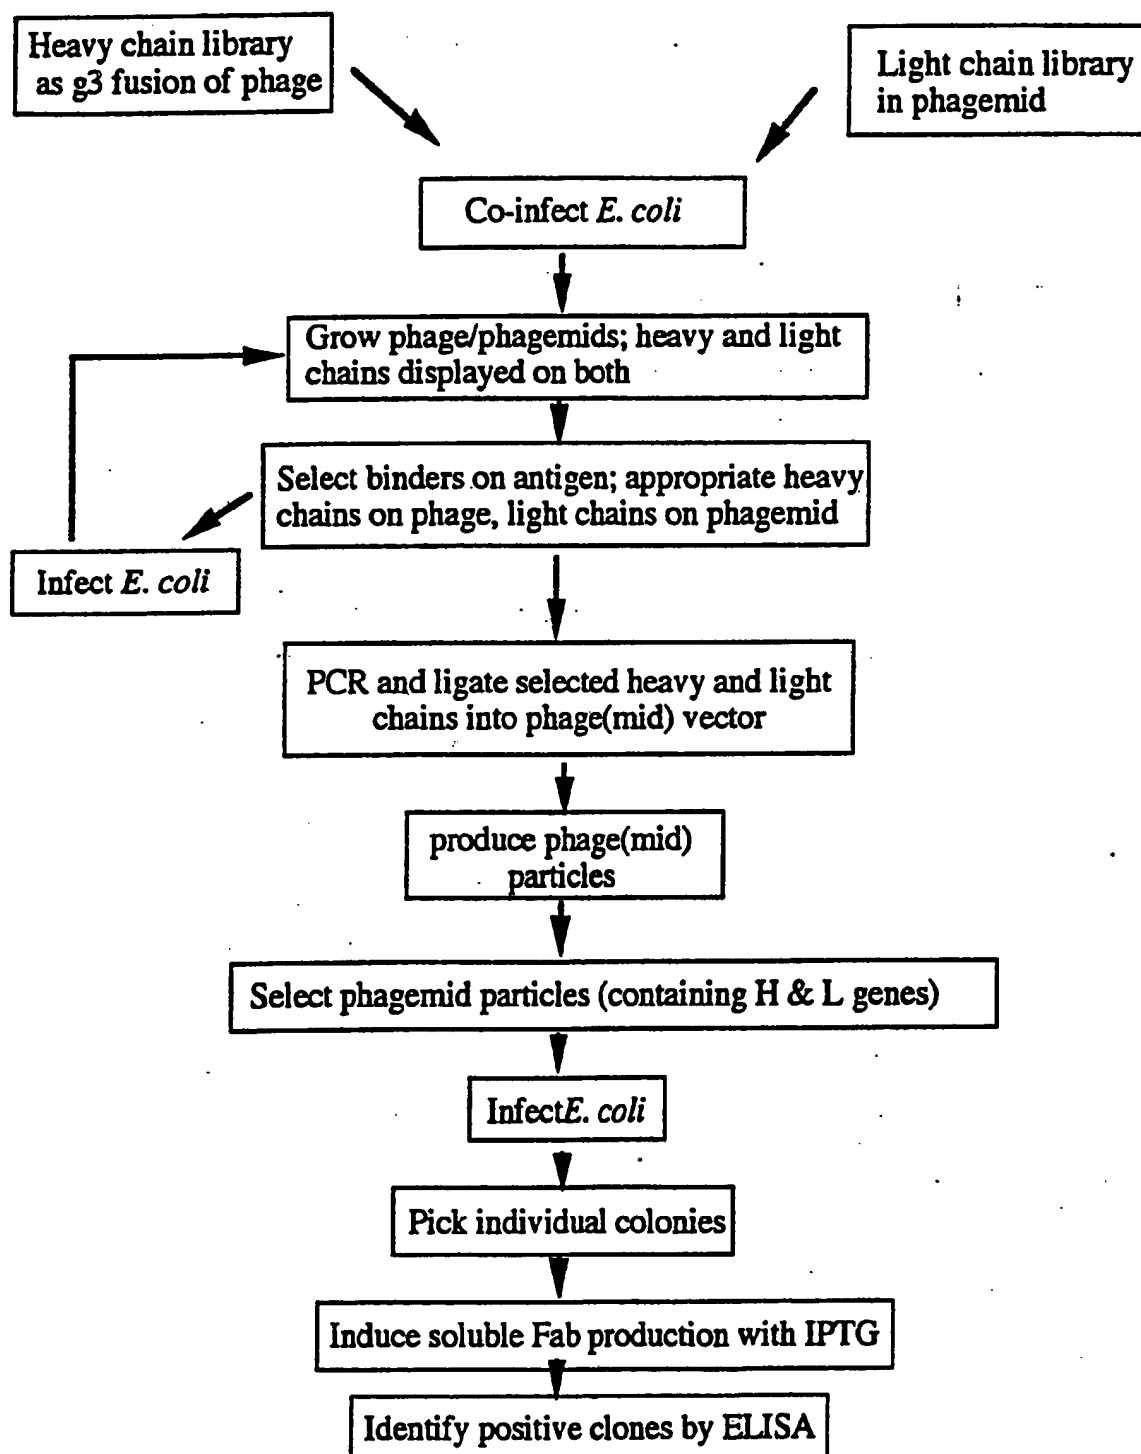 Heavy chain library
as g3 fusion of phage
Light chain library
in phagemid
Co-infect E. coli
Grow phage/phagemids; heavy and light
chains displayed on both
Select binders on antigen; appropriate heavy
chains on phage, light chains on phagemid
Infect E. coli
PCR and ligate selected heavy and light
chains into phage(mid) vector
produce phage(mid)
particles
Select phagemid particles (containing H & L genes)
InfectE. coli
Pick individual colonies
Induce soluble Fab production with IPTG
Identify positive clones by ELISA